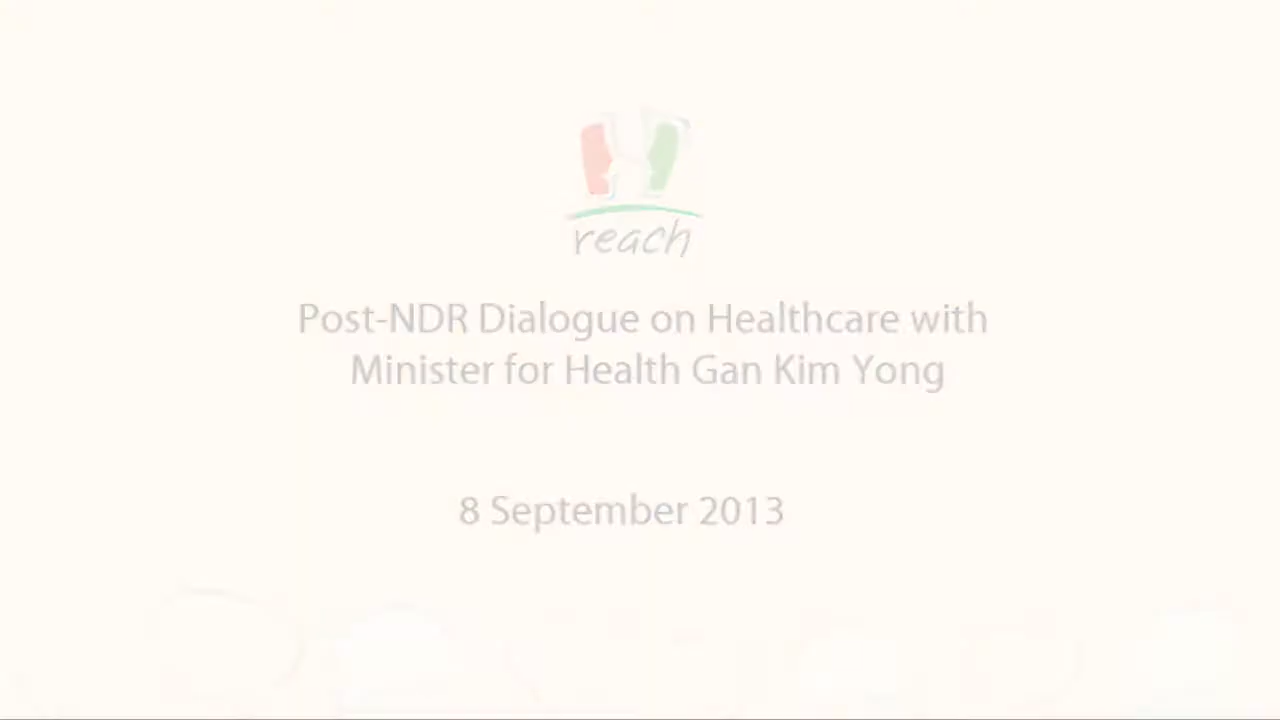 reach
Post-NDR Dialogue on Healthcare with
Minister for Health Gan Kim Yong
8 September 2013